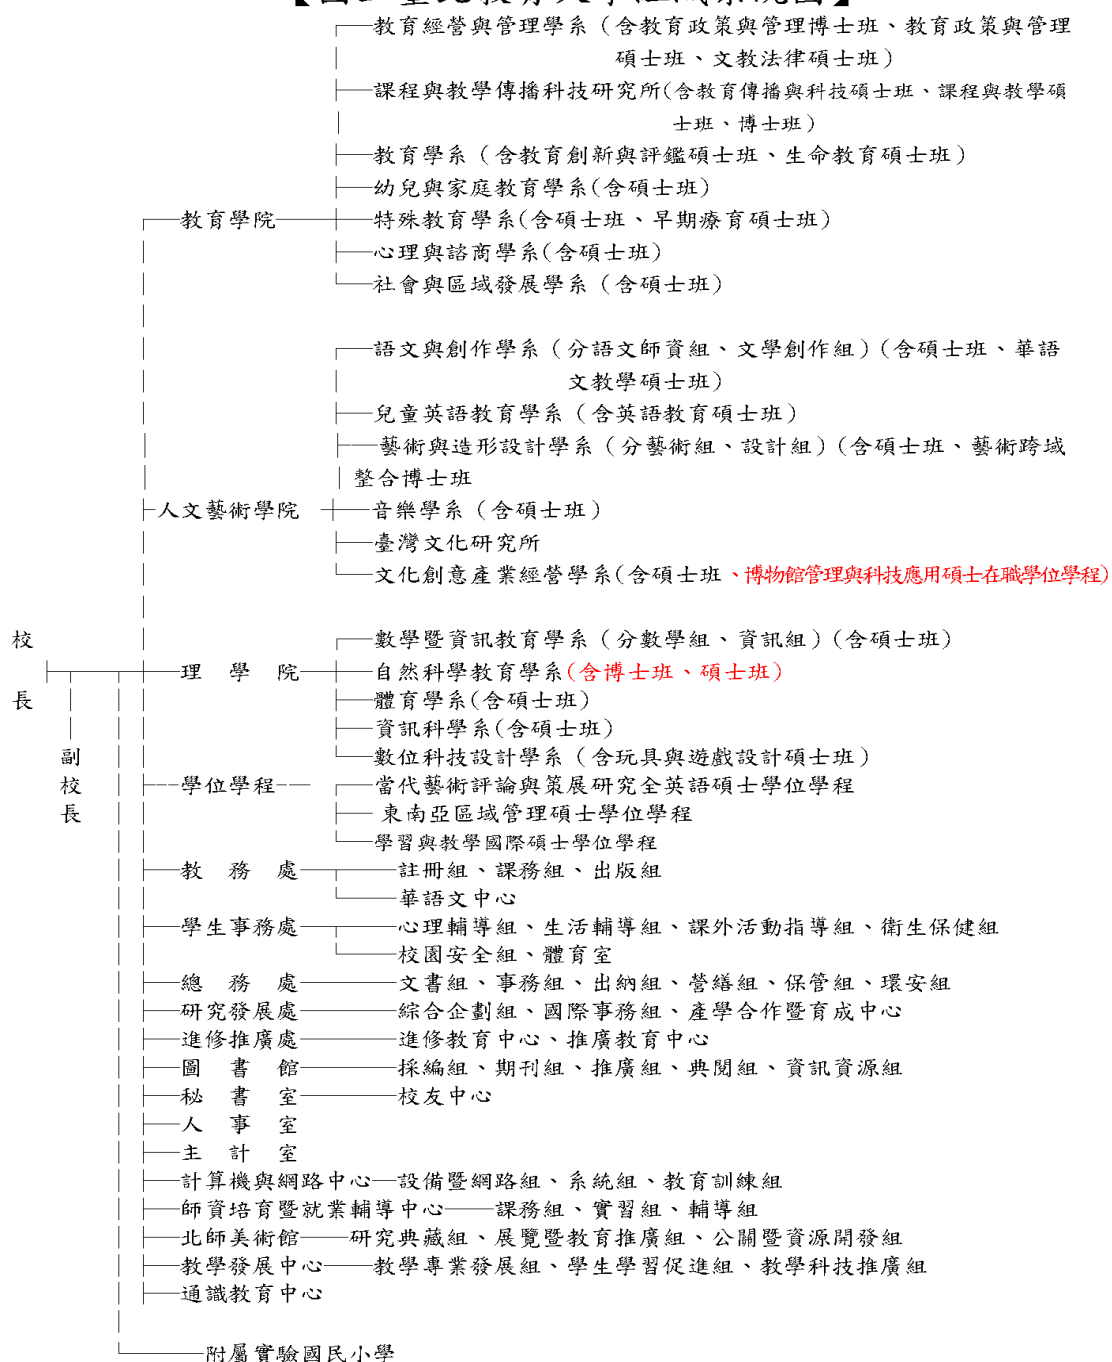 教育經營與管理學系（含教育政策與管理博士班、教育政策與管理
碩士班、文教法律碩士班）
課程與教學傳播科技研究所(含教育傳播與科技碩士班、課程與教學碩
士班、博士班）
教育學系（含教育創新與評鑑碩士班、生命教育碩士班）
幼兒與家庭教育學系(含碩士班)
教育學院
特殊教育學系(含碩士班、早期療育碩士班)
心理與諮商學系(含碩士班)
社會與區域發展學系（含碩士班）
語文與創作學系（分語文師資組、文學創作組）(含碩士班、華語
文教學碩士班）
兒童英語教育學系（含英語教育碩士班）
藝術與造形設計學系（分藝術組、設計組）(含碩士班、藝術跨域
整合博士班
人文藝術學院
音樂學系（含碩士班）
臺灣文化研究所
文化創意產業經營學系(含碩士班、博物館管理與科技應用碩士在職學位學程)
校長
副校長
數學暨資訊教育學系（分數學組、資訊組）(含碩士班)
理學院
自然科學教育學系(含博士班、碩士班)
體育學系(含碩士班)
資訊科學系(含碩士班)
數位科技設計學系（含玩具與遊戲設計碩士班）
學位學程
當代藝術評論與策展研究全英語碩士學位學程
東南亞區域管理碩士學位學程
學習與教學國際碩士學位學程
教務處
註冊組、課務組、出版組
華語文中心
學生事務處
心理輔導組、生活輔導組、課外活動指導組、衛生保健組
校園安全組、體育室
總務處
文書組、事務組、出納組、營繕組、保管組、環安組
研究發展處
綜合企劃組、國際事務組、產學合作暨育成中心
進修推廣處
進修教育中心、推廣教育中心
圖書館
採編組、期刊組、推廣組、典閱組、資訊資源組
秘書室
校友中心
人事室
主計室
計算機與網路中心
設備暨網路組、系統組、教育訓練組
師資培育暨就業輔導中心
課務組、實習組、輔導組
北師美術館
研究典藏組、展覽暨教育推廣組、公關暨資源開發組
教學發展中心
教學專業發展組、學生學習促進組、教學科技推廣組
通識教育中心
附屬實驗國民小學